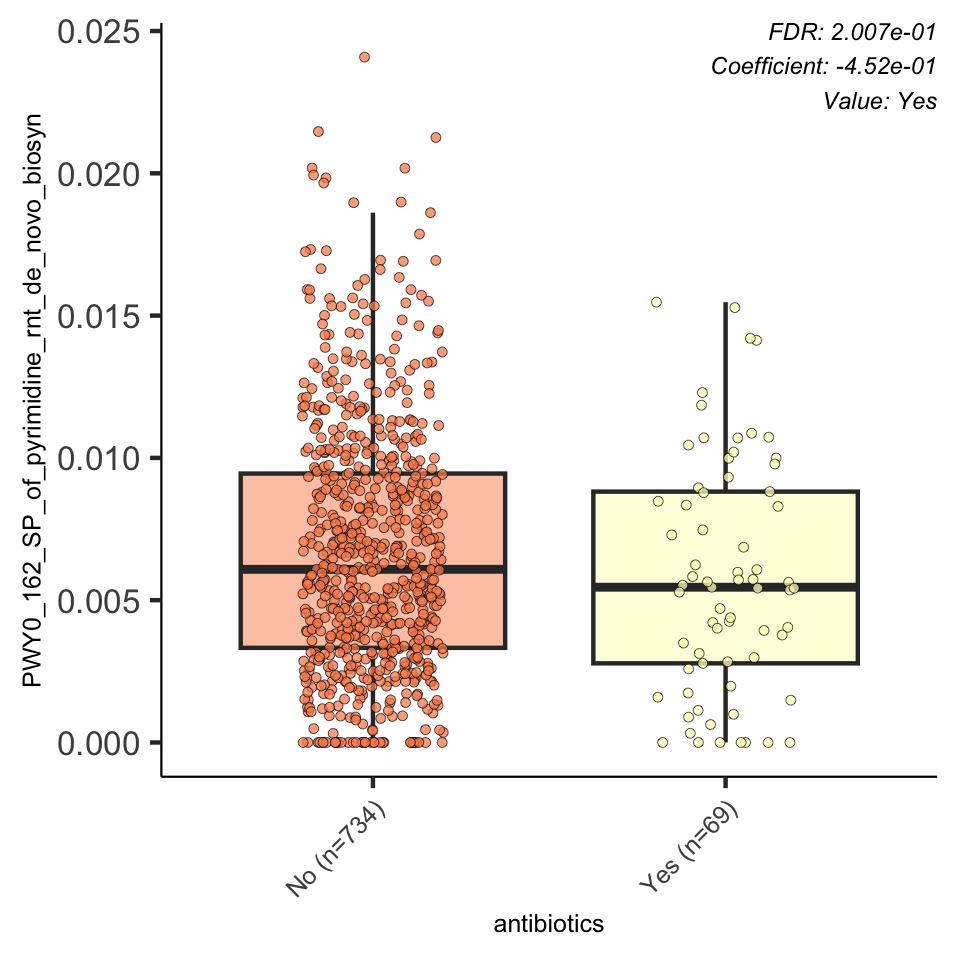 FDR: 2.007e-01
Coefficient: -4.52e-01
Value: Yes
PWY0_162_SP_of_pyrimidine_rnt_de_novo_biosyn
0.025
0.020
0.015
0.010
0.005
0.000
No (n=734)
Yes (n=69)
antibiotics